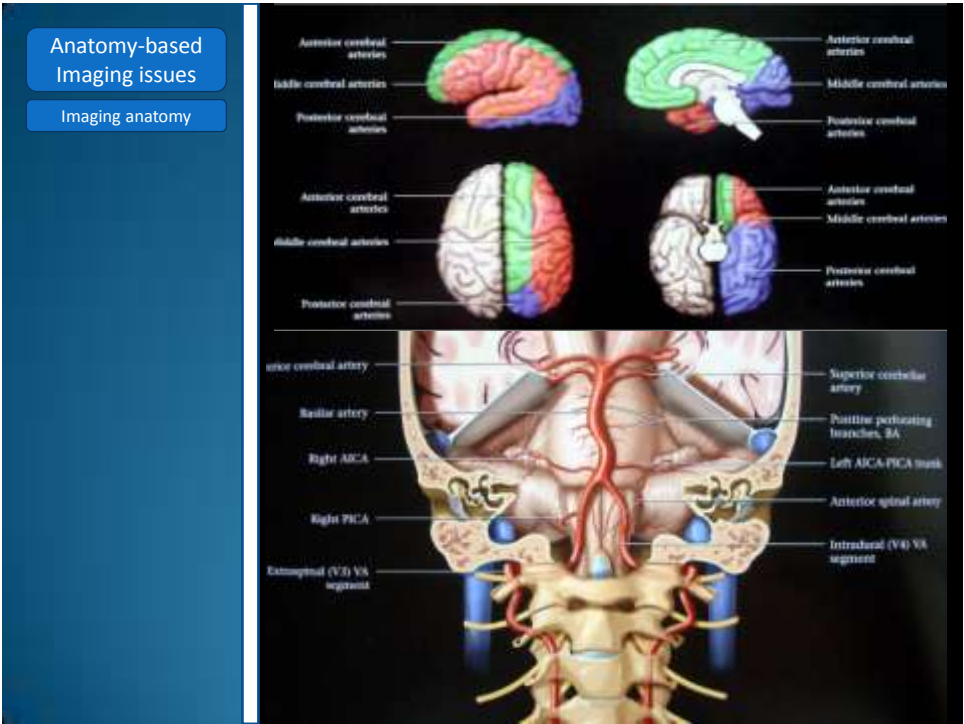 Anatomy-based
Imaging issues
Imaging anatomy
Anterior cerebral
arteries
Middle cerebral arteries
Posterior cerebral
arteries
Anterior cerebral
arteries
Middle cerebral arteries
Posterior cerebral
arteries
Anterior cerebral
arteries
Middle cerebral arteries
Posterior cerebral
arteries
Anterior cerebral
arteries
Middle cerebral arteries
Posterior cerebral
arteries
erior cerebral artery
Basilar artery
Right AICA
Right PICA
Extraspinal (V3) VA
segment
Superior cerebellar
artery
Pontine perforating
branches, BA
Left AICA-PICA trunk
Anterior spinal artery
Intradural (V4) VA
segment